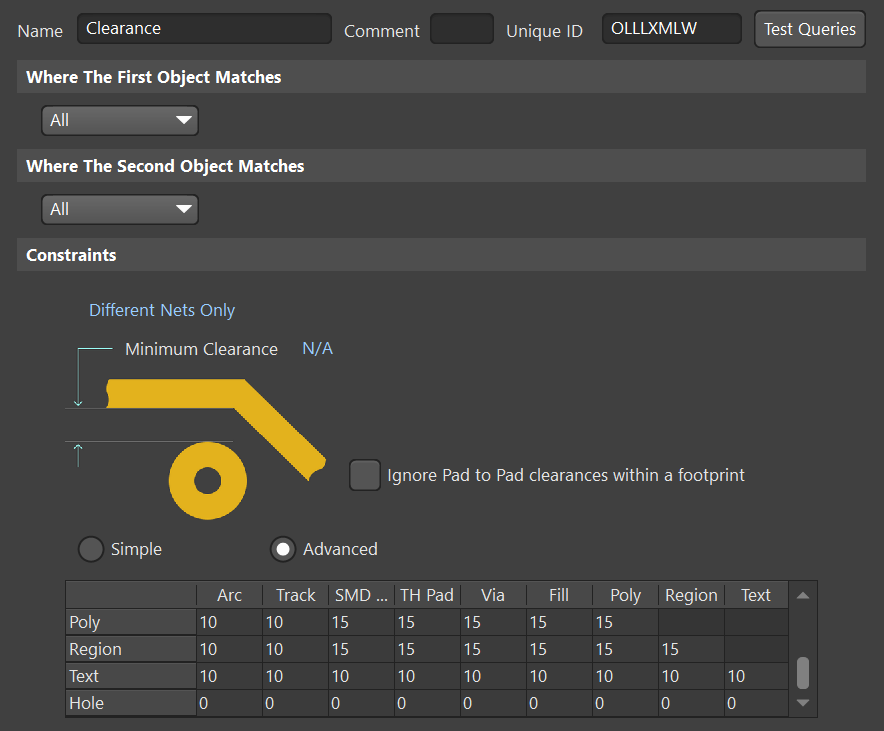 Name Clearance Comment Unique ID OLLLXMLW Test Queries
Where The First Object Matches
All
Where The Second Object Matches
All
Constraints
Different Nets Only
Minimum Clearance N/A
Ignore Pad to Pad clearances within a footprint
Simple Advanced
Arc Track SMD ... TH Pad Via Fill Poly Region Text
Poly 10 10 15 15 15 15 15
Region 10 10 15 15 15 15 15 15
Text 10 10 10 10 10 10 10 10 10
Hole 0 0 0 0 0 0 0 0 0